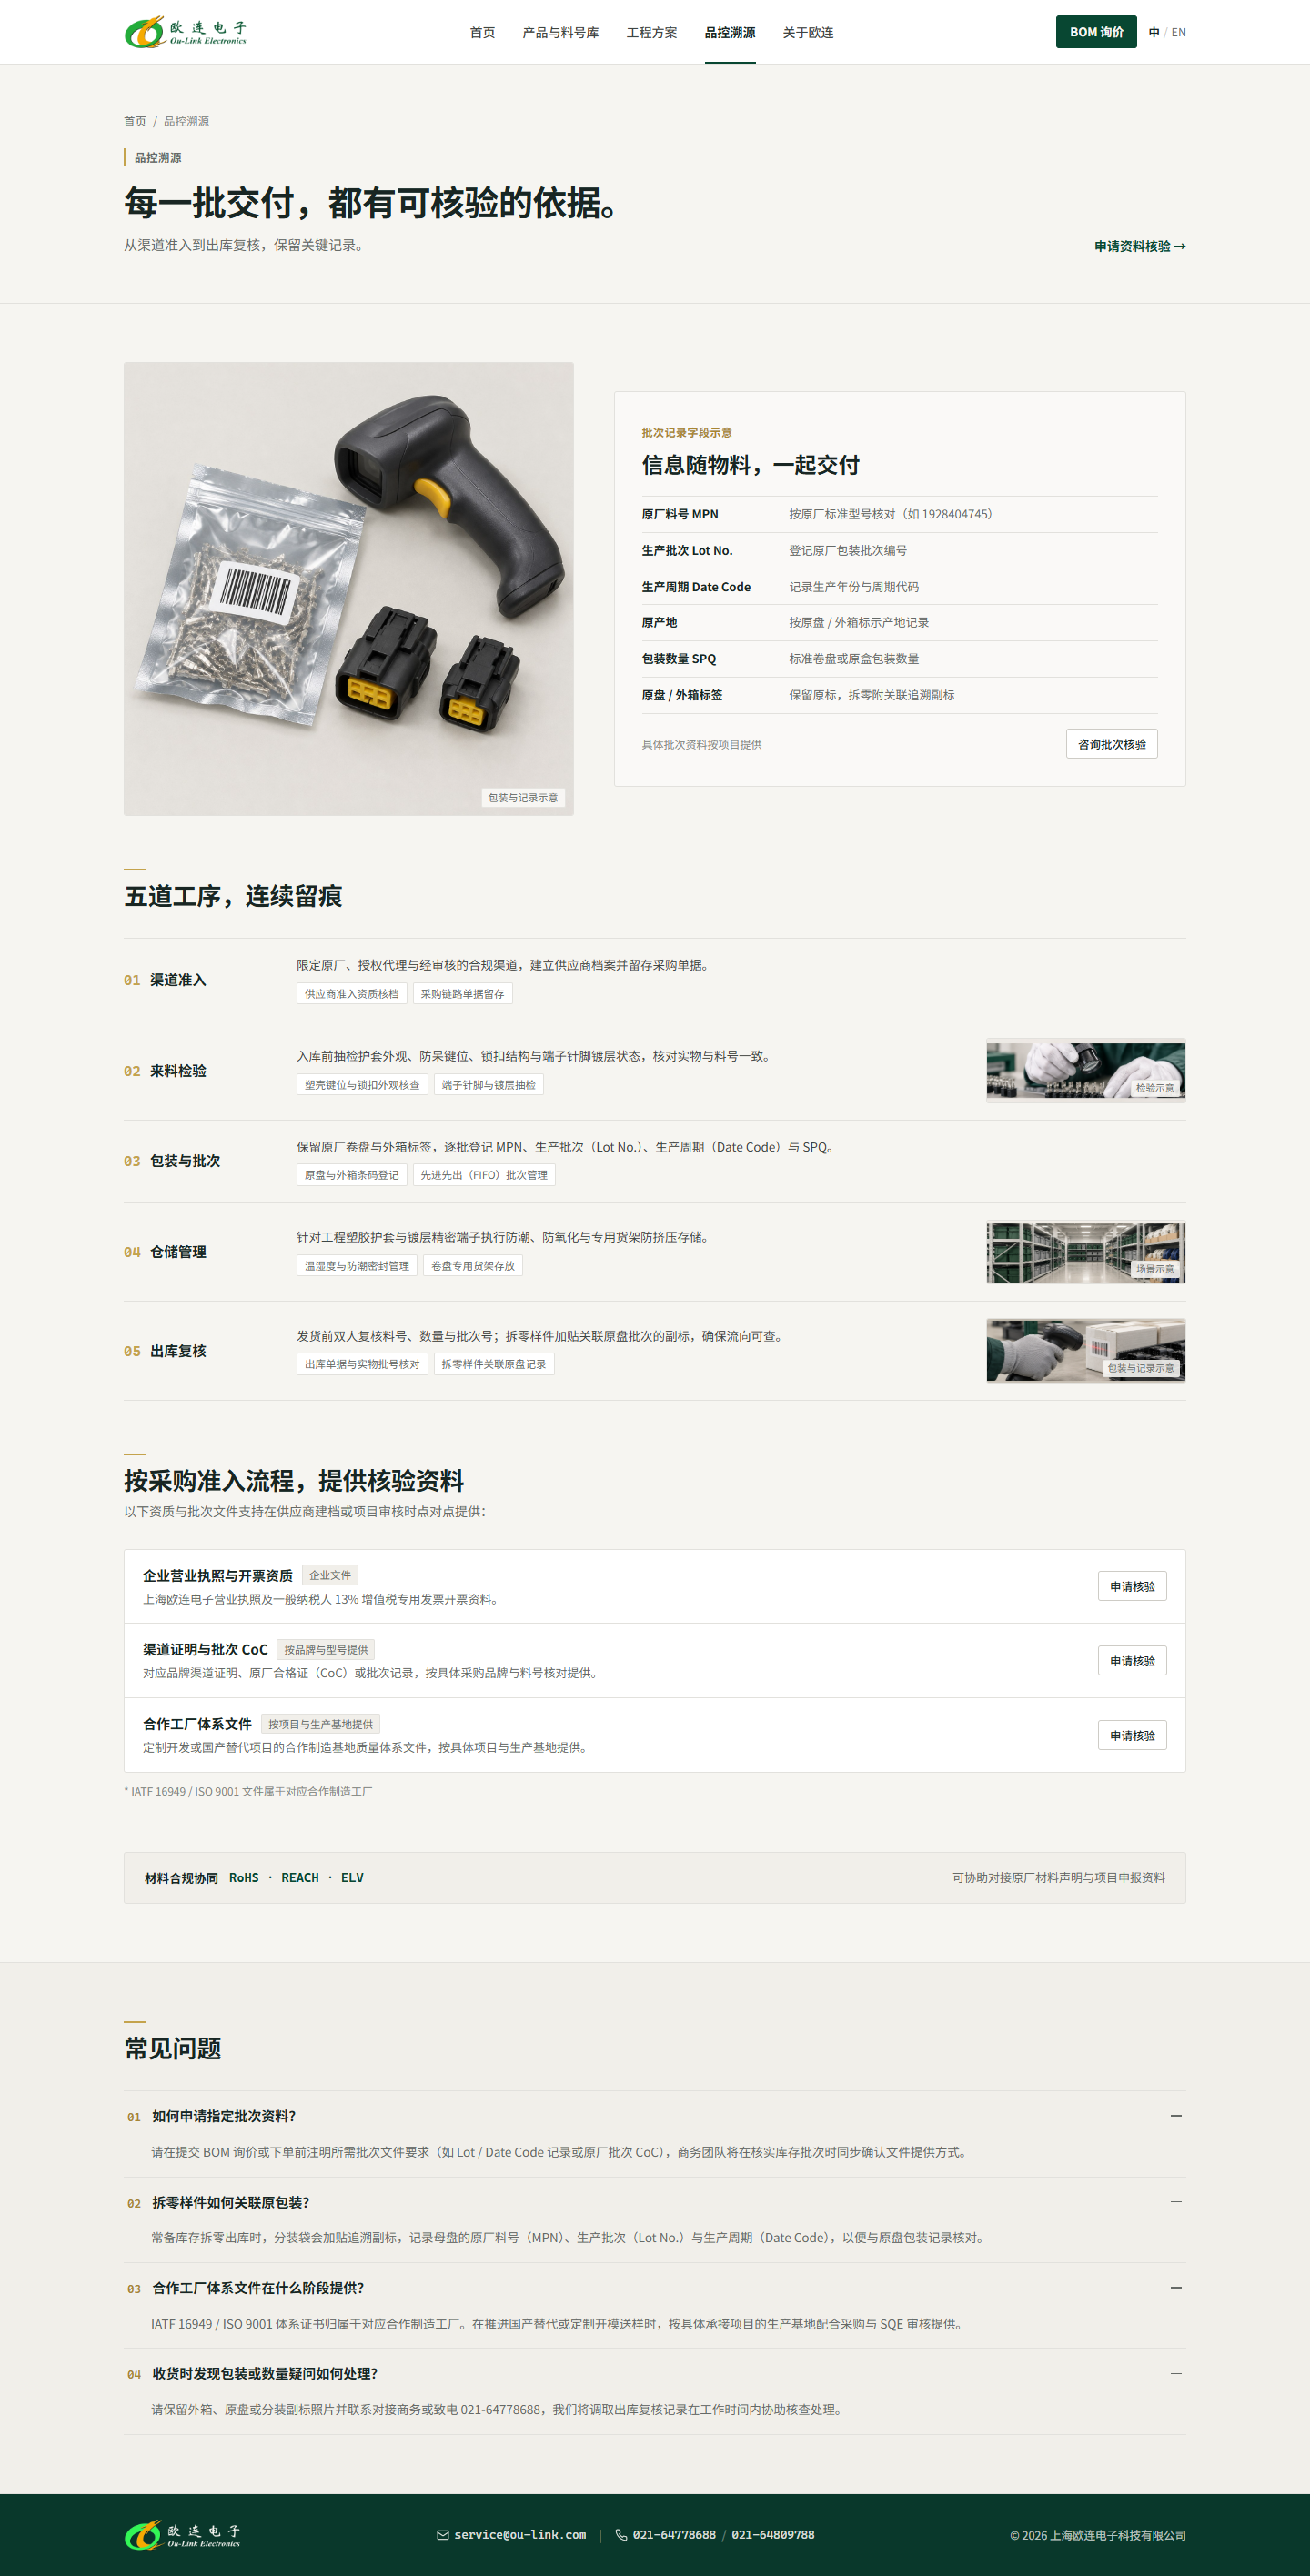 欧连电子
Ou-Link Electronics
首页 产品与料号库 工程方案 品控溯源 关于欧连
BOM 询价 中 / EN
首页 / 品控溯源
品控溯源
每一批交付，都有可核验的依据。
从渠道准入到出库复核，保留关键记录。
申请资料核验 →
包装与记录示意
批次记录字段示意
信息随物料，一起交付
原厂料号 MPN 按原厂标准型号核对（如 1928404745）
生产批次 Lot No. 登记原厂包装批次编号
生产周期 Date Code 记录生产年份与周期代码
原产地 按原盘 / 外箱标示产地记录
包装数量 SPQ 标准卷盘或原盒包装数量
原盘 / 外箱标签 保留原标，拆零附关联追溯副标
具体批次资料按项目提供 咨询批次核验
五道工序，连续留痕
01 渠道准入
限定原厂、授权代理与经审核的合规渠道，建立供应商档案并留存采购单据。
供应商准入资质核档 采购链路单据留存
02 来料检验
入库前抽检护套外观、防呆键位、锁扣结构与端子针脚镀层状态，核对实物与料号一致。
塑壳键位与锁扣外观核查 端子针脚与镀层抽检
检验示意
03 包装与批次
保留原厂卷盘与外箱标签，逐批登记 MPN、生产批次（Lot No.）、生产周期（Date Code）与 SPQ。
原盘与外箱条码登记 先进先出（FIFO）批次管理
04 仓储管理
针对工程塑胶护套与镀层精密端子执行防潮、防氧化与专用货架防挤压存储。
温湿度与防潮密封管理 卷盘专用货架存放
场景示意
05 出库复核
发货前双人复核料号、数量与批次号；拆零样件加贴关联原盘批次的副标，确保流向可查。
出库单据与实物批号核对 拆零样件关联原盘记录
包装与记录示意
按采购准入流程，提供核验资料
以下资质与批次文件支持在供应商建档或项目审核时点对点提供：
企业营业执照与开票资质 企业文件
上海欧连电子营业执照及一般纳税人 13% 增值税专用发票开票资料。
申请核验
渠道证明与批次 CoC 按品牌与型号提供
对应品牌渠道证明、原厂合格证（CoC）或批次记录，按具体采购品牌与料号核对提供。
申请核验
合作工厂体系文件 按项目与生产基地提供
定制开发或国产替代项目的合作制造基地质量体系文件，按具体项目与生产基地提供。
申请核验
* IATF 16949 / ISO 9001 文件属于对应合作制造工厂
材料合规协同 RoHS · REACH · ELV 可协助对接原厂材料声明与项目申报资料
常见问题
01 如何申请指定批次资料？
请在提交 BOM 询价或下单前注明所需批次文件要求（如 Lot / Date Code 记录或原厂批次 CoC），商务团队将在核实库存批次时同步确认文件提供方式。
02 拆零样件如何关联原包装？
常备库存拆零出库时，分装袋会加贴追溯副标，记录母盘的原厂料号（MPN）、生产批次（Lot No.）与生产周期（Date Code），以便与原盘包装记录核对。
03 合作工厂体系文件在什么阶段提供？
IATF 16949 / ISO 9001 体系证书归属于对应合作制造工厂。在推进国产替代或定制开模送样时，按具体承接项目的生产基地配合采购与 SQE 审核提供。
04 收货时发现包装或数量疑问如何处理？
请保留外箱、原盘或分装副标照片并联系对接商务或致电 021-64778688，我们将调取出库复核记录在工作时间内协助核查处理。
欧连电子
Ou-Link Electronics
service@ou-link.com | 021-64778688 / 021-64809788
© 2026 上海欧连电子科技有限公司